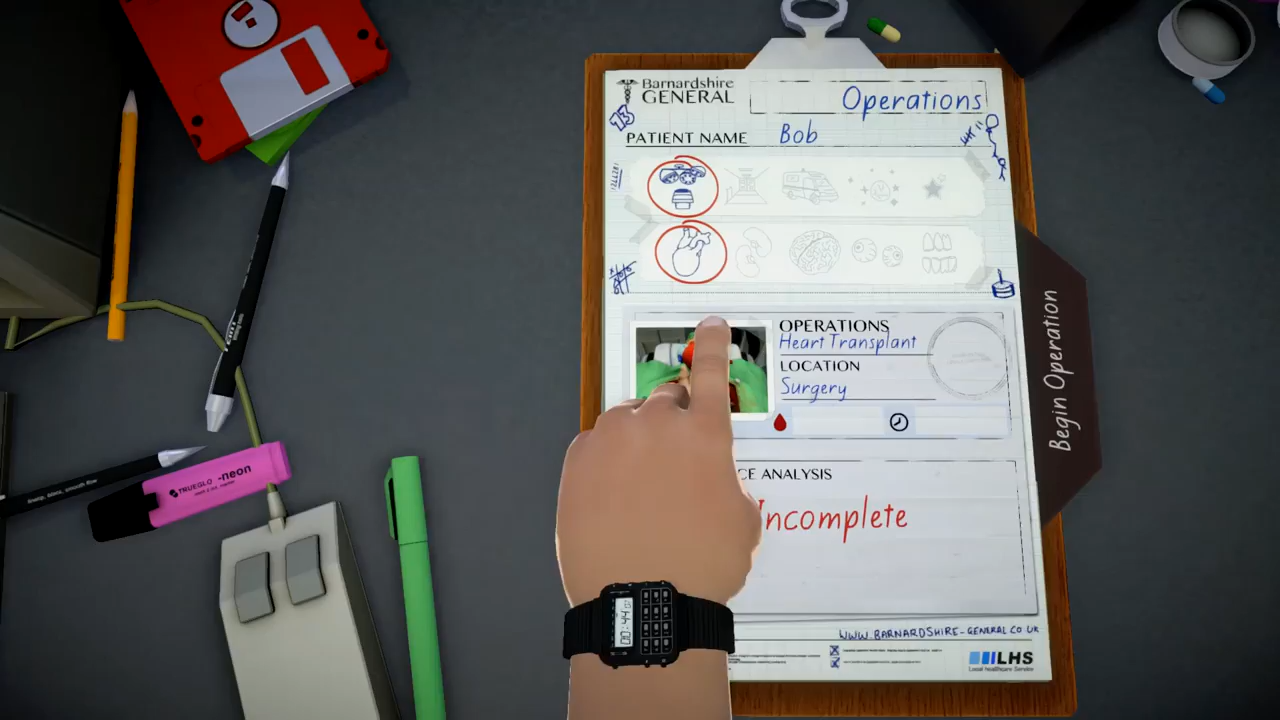 Barnardshire
GENERAL
Operations
PATIENT NAME Bob
OPERATIONS
Heart Transplant
LOCATION
Surgery
CE ANALYSIS
Incomplete
Begin Operation
TRUEGLO -neon
WWW.BARNARDSHIRE-GENERAL.CO.UK
LHS
Local healthcare Service